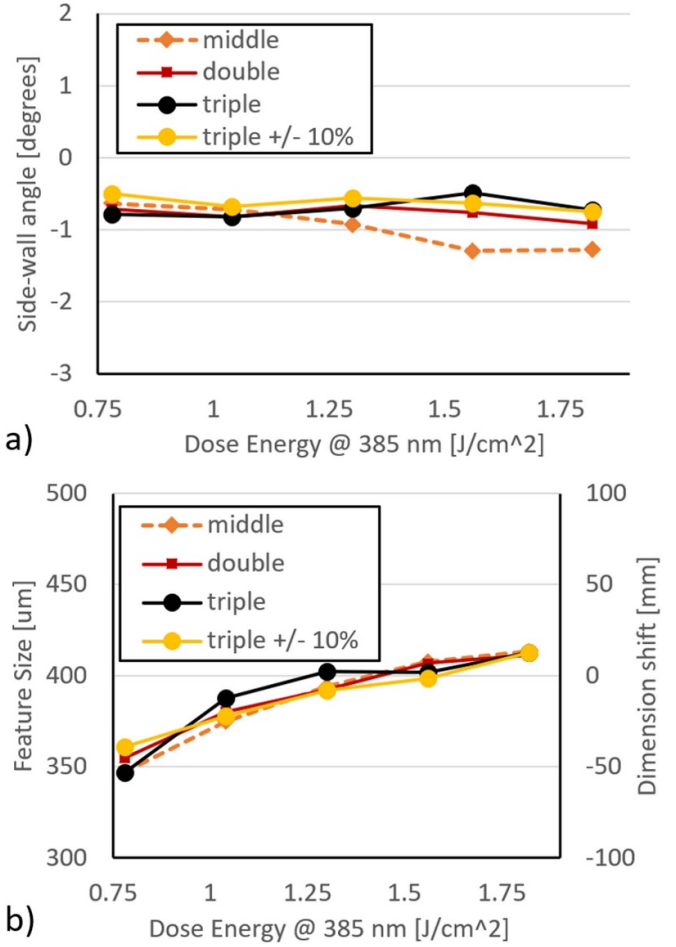 2
1
0
-1
-2
-3
Side-wall angle [degrees]
middle
double
triple
triple +/- 10%
0.75 1 1.25 1.5 1.75
Dose Energy @ 385 nm [J/cm^2]
a)
500
450
400
350
300
Feature Size [um]
middle
double
triple
triple +/- 10%
100
50
0
-50
-100
Dimension shift [mm]
0.75 1 1.25 1.5 1.75
Dose Energy @ 385 nm [J/cm^2]
b)